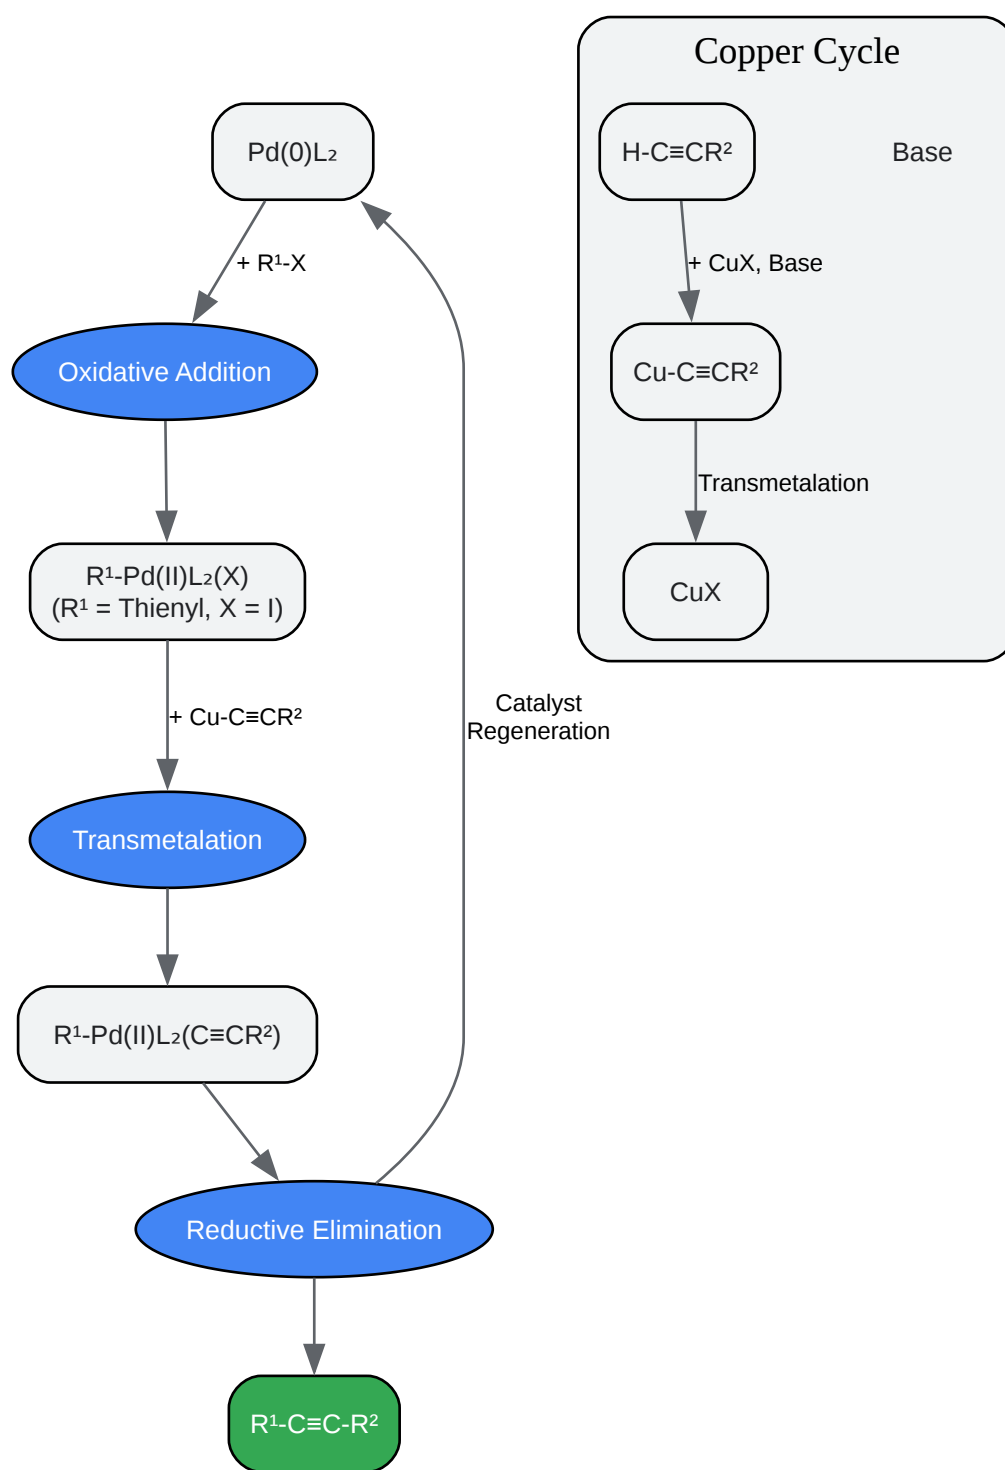 Pd(0)L₂
+ R¹-X
Oxidative Addition
R¹-Pd(II)L₂(X)
(R¹ = Thienyl, X = I)
+ Cu-C≡CR²
Transmetalation
R¹-Pd(II)L₂(C≡CR²)
Reductive Elimination
R¹-C≡C-R²
Catalyst
Regeneration
Copper Cycle
H-C≡CR²
Base
+ CuX, Base
Cu-C≡CR²
Transmetalation
CuX